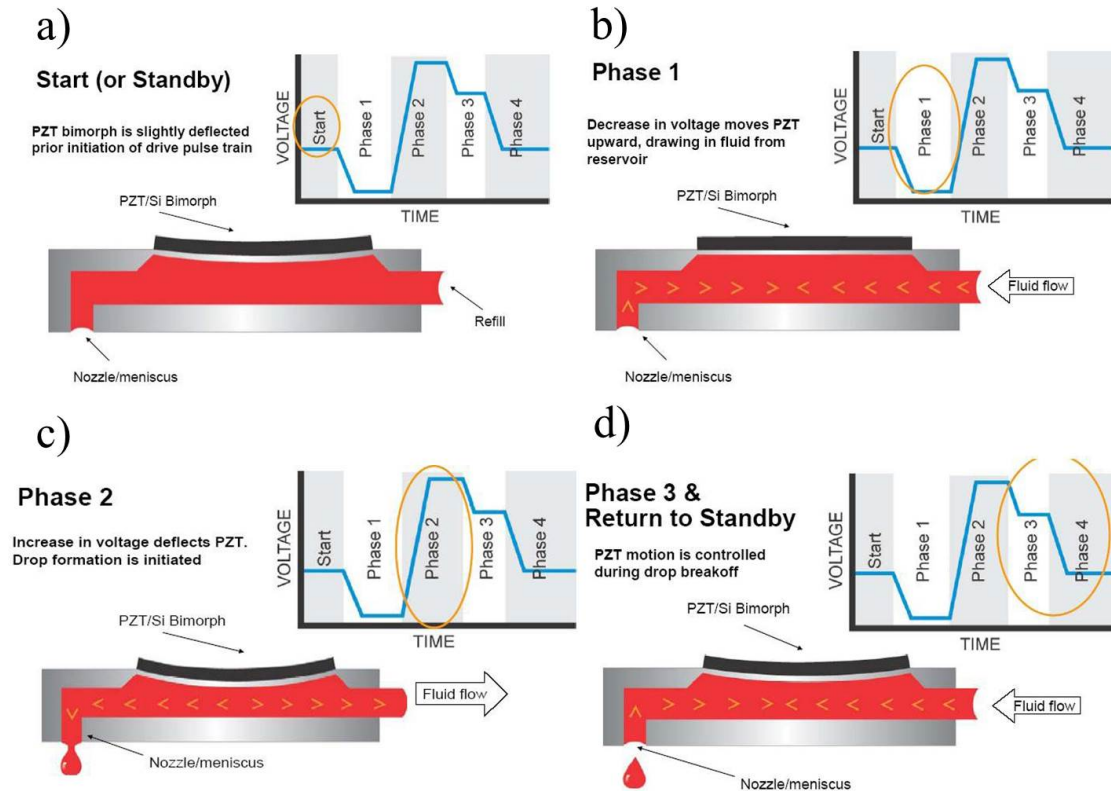 a)
Start (or Standby)
PZT bimorph is slightly deflected
prior initiation of drive pulse train
VOLTAGE
Start
Phase 1
Phase 2
Phase 3
Phase 4
TIME
PZT/Si Bimorph
Refill
Nozzle/meniscus
b)
Phase 1
Decrease in voltage moves PZT
upward, drawing in fluid from
reservoir
VOLTAGE
Start
Phase 1
Phase 2
Phase 3
Phase 4
TIME
PZT/Si Bimorph
Fluid flow
Nozzle/meniscus
c)
Phase 2
Increase in voltage deflects PZT.
Drop formation is initiated
VOLTAGE
Start
Phase 1
Phase 2
Phase 3
Phase 4
TIME
PZT/Si Bimorph
Fluid flow
Nozzle/meniscus
d)
Phase 3 &
Return to Standby
PZT motion is controlled
during drop breakoff
VOLTAGE
Start
Phase 1
Phase 2
Phase 3
Phase 4
TIME
PZT/Si Bimorph
Fluid flow
Nozzle/meniscus